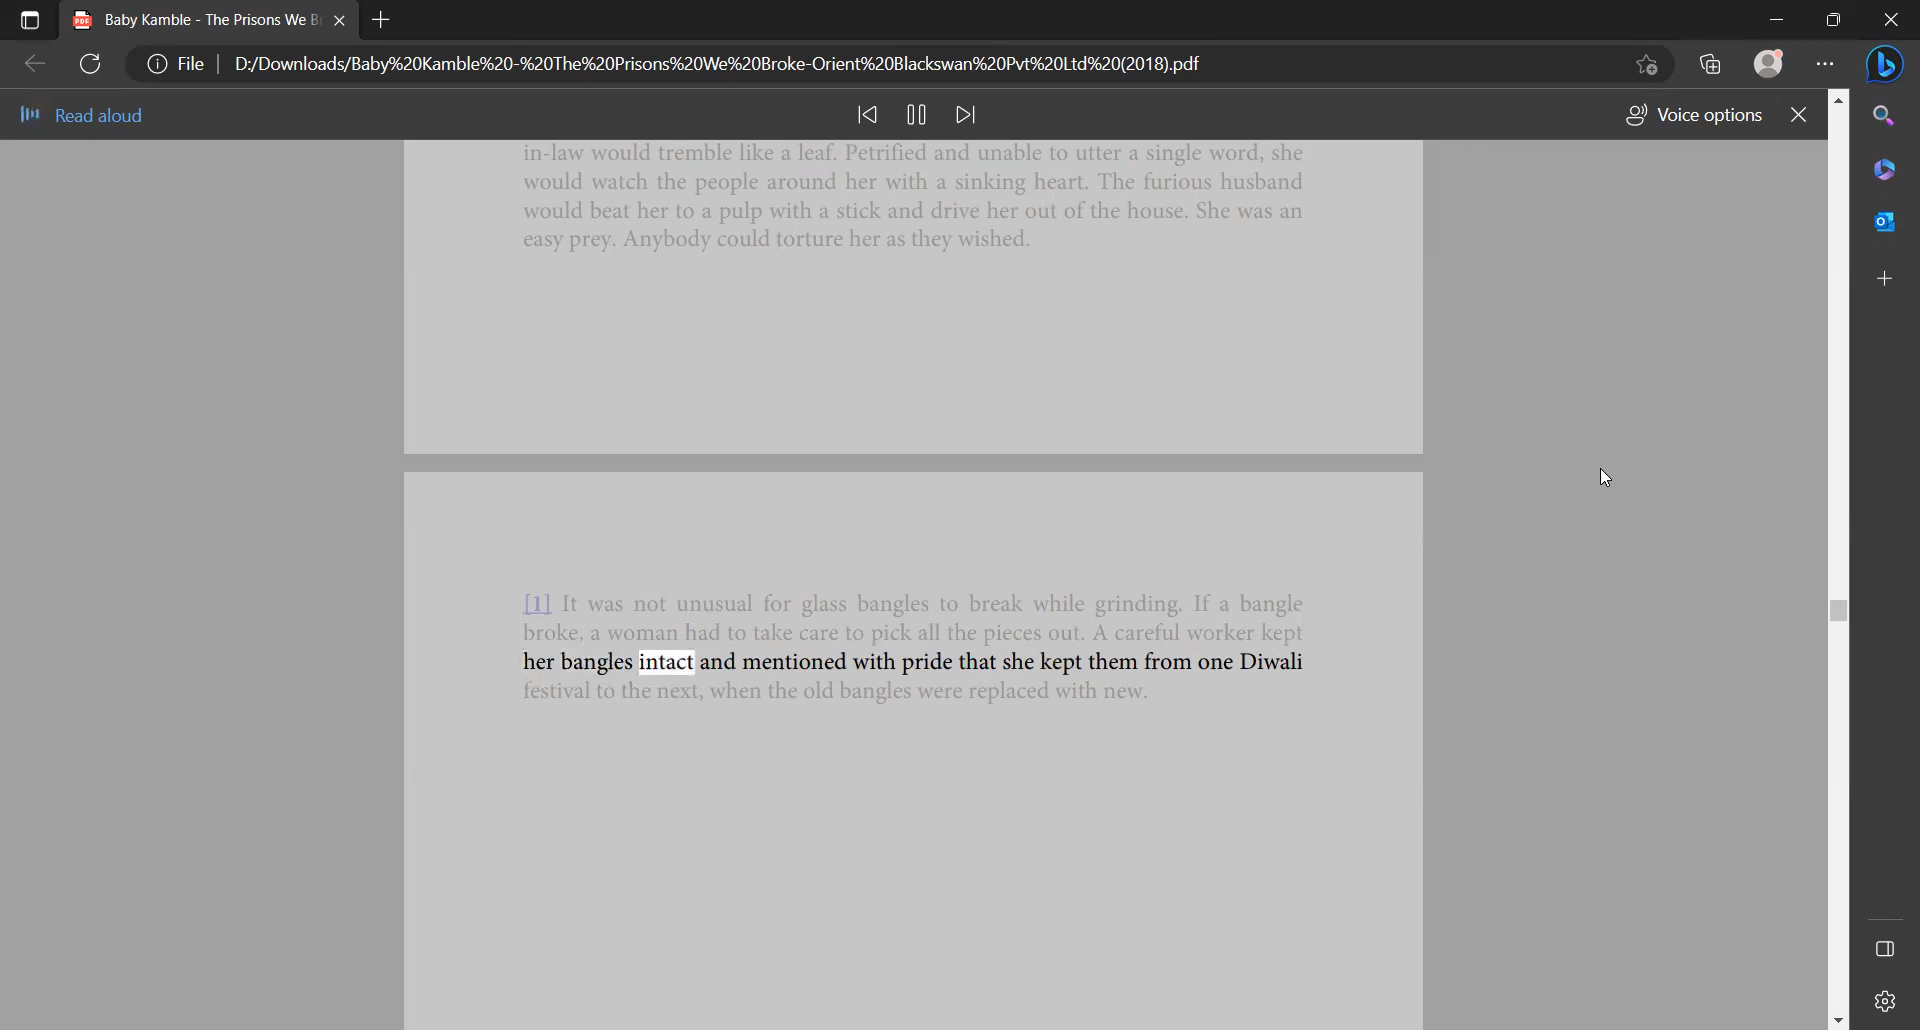 Baby Kamble - The Prisons We B
File
D:/Downloads/Baby%20Kamble%20-%20The%20Prisons%20We%20Broke-Orient%20Blackswan%20Pvt%20Ltd%20(2018).pdf
Read aloud
Voice options
in-law would tremble like a leaf. Petrified and unable to utter a single word, she
would watch the people around her with a sinking heart. The furious husband
would beat her to a pulp with a stick and drive her out of the house. She was an
easy prey. Anybody could torture her as they wished.
[1] It was not unusual for glass bangles to break while grinding. If a bangle
broke, a woman had to take care to pick all the pieces out. A careful worker kept
her bangles intact and mentioned with pride that she kept them from one Diwali
festival to the next, when the old bangles were replaced with new.